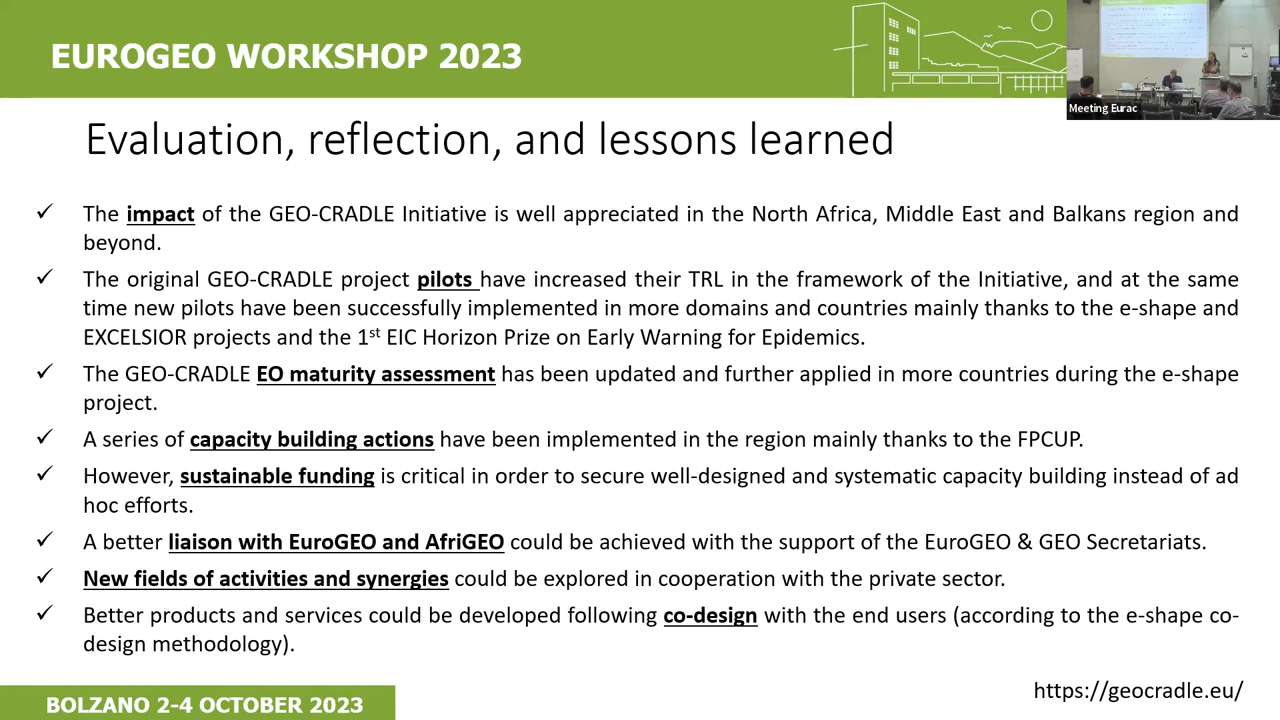 EUROGEO WORKSHOP 2023
Meeting Eurac
Evaluation, reflection, and lessons learned
✓ The impact of the GEO-CRADLE Initiative is well appreciated in the North Africa, Middle East and Balkans region and
beyond.
✓ The original GEO-CRADLE project pilots have increased their TRL in the framework of the Initiative, and at the same
time new pilots have been successfully implemented in more domains and countries mainly thanks to the e-shape and
EXCELSIOR projects and the 1st EIC Horizon Prize on Early Warning for Epidemics.
✓ The GEO-CRADLE EO maturity assessment has been updated and further applied in more countries during the e-shape
project.
✓ A series of capacity building actions have been implemented in the region mainly thanks to the FPCUP.
✓ However, sustainable funding is critical in order to secure well-designed and systematic capacity building instead of ad
hoc efforts.
✓ A better liaison with EuroGEO and AfriGEO could be achieved with the support of the EuroGEO & GEO Secretariats.
✓ New fields of activities and synergies could be explored in cooperation with the private sector.
✓ Better products and services could be developed following co-design with the end users (according to the e-shape co-
design methodology).
https://geocradle.eu/
BOLZANO 2-4 OCTOBER 2023